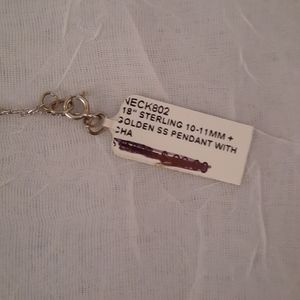 NECK802
18" STERLING 10-11MM +
GOLDEN SS PENDANT WITH
CHA